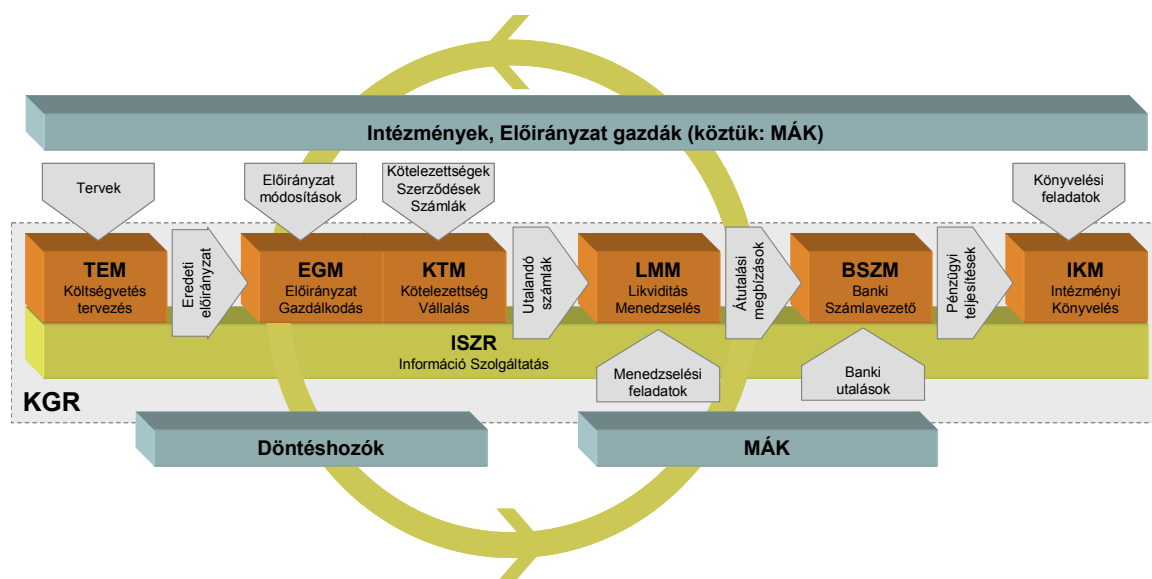 Intézmények, Előirányzat gazdák (köztük: MÁK)
Tervek
Előirányzat
módosítások
Kötelezettségek
Szerződések
Számlák
Könyvelési
feladatok
TEM
Költségvetés
tervezés
Eredeti
előirányzat
EGM
Előirányzat
Gazdálkodás
KTM
Kötelezettség
Vállalás
Utalandó
számlák
LMM
Likviditás
Menedzselés
Átutalási
megbízások
BSZM
Banki
Számlavezető
Pénzügyi
teljesítések
IKM
Intézményi
Könyvelés
ISZR
Információ Szolgáltatás
Menedzselési
feladatok
Banki
utalások
KGR
Döntéshozók
MÁK